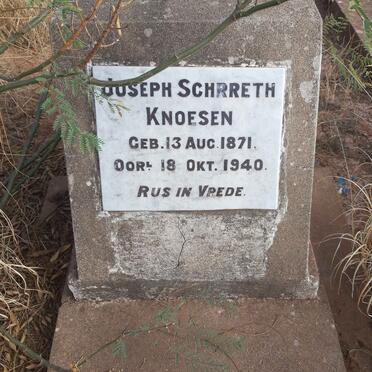 JOSEPH SCHRRETH
KNOESEN
GEB. 13 AUG. 1871.
OORL 18 OKT. 1940.
RUS IN VREDE.